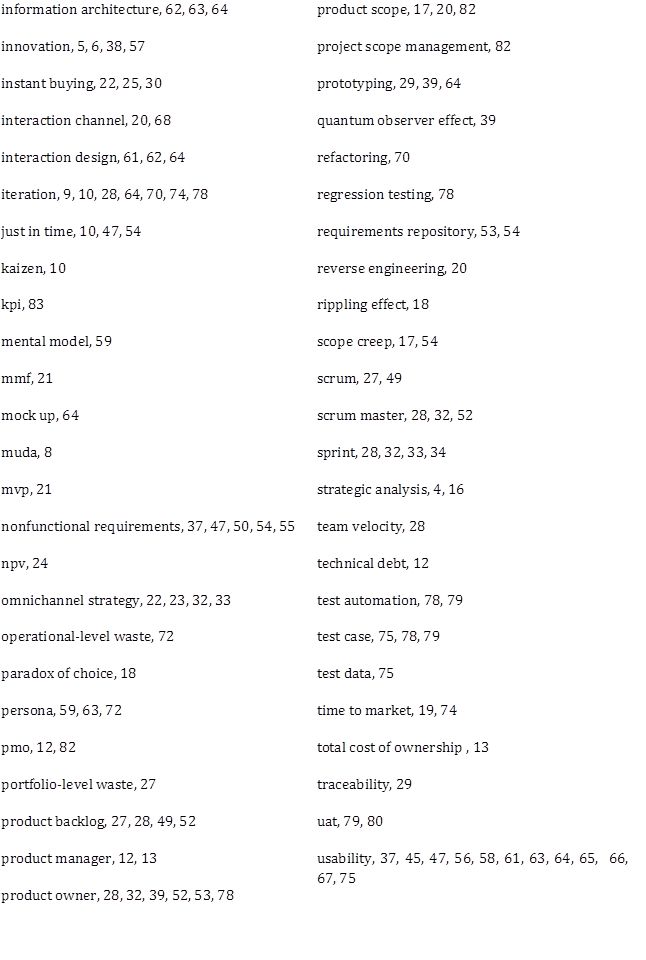 information architecture, 62, 63, 64
innovation, 5, 6, 38, 57
instant buying, 22, 25, 30
interaction channel, 20, 68
interaction design, 61, 62, 64
iteration, 9, 10, 28, 64, 70, 74, 78
just in time, 10, 47, 54
kaizen, 10
kpi, 83
mental model, 59
mmf, 21
mock up, 64
muda, 8
mvp, 21
nonfunctional requirements, 37, 47, 50, 54, 55
npv, 24
omnichannel strategy, 22, 23, 32, 33
operational-level waste, 72
paradox of choice, 18
persona, 59, 63, 72
pmo, 12, 82
portfolio-level waste, 27
product backlog, 27, 28, 49, 52
product manager, 12, 13
product owner, 28, 32, 39, 52, 53, 78
product scope, 17, 20, 82
project scope management, 82
prototyping, 29, 39, 64
quantum observer effect, 39
refactoring, 70
regression testing, 78
requirements repository, 53, 54
reverse engineering, 20
rippling effect, 18
scope creep, 17, 54
scrum, 27, 49
scrum master, 28, 32, 52
sprint, 28, 32, 33, 34
strategic analysis, 4, 16
team velocity, 28
technical debt, 12
test automation, 78, 79
test case, 75, 78, 79
test data, 75
time to market, 19, 74
total cost of ownership , 13
traceability, 29
uat, 79, 80
usability, 37, 45, 47, 56, 58, 61, 63, 64, 65, 66,
67, 75